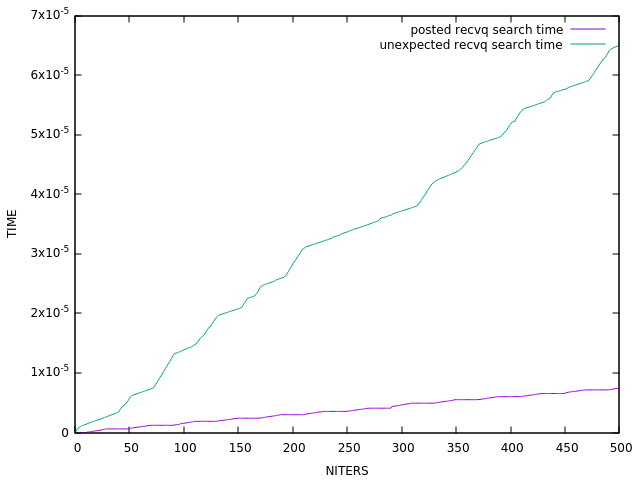 7x10^-5
posted recvq search time
unexpected recvq search time
6x10^-5
5x10^-5
4x10^-5
TIME
3x10^-5
2x10^-5
1x10^-5
0
0 50 100 150 200 250 300 350 400 450 500
NITERS